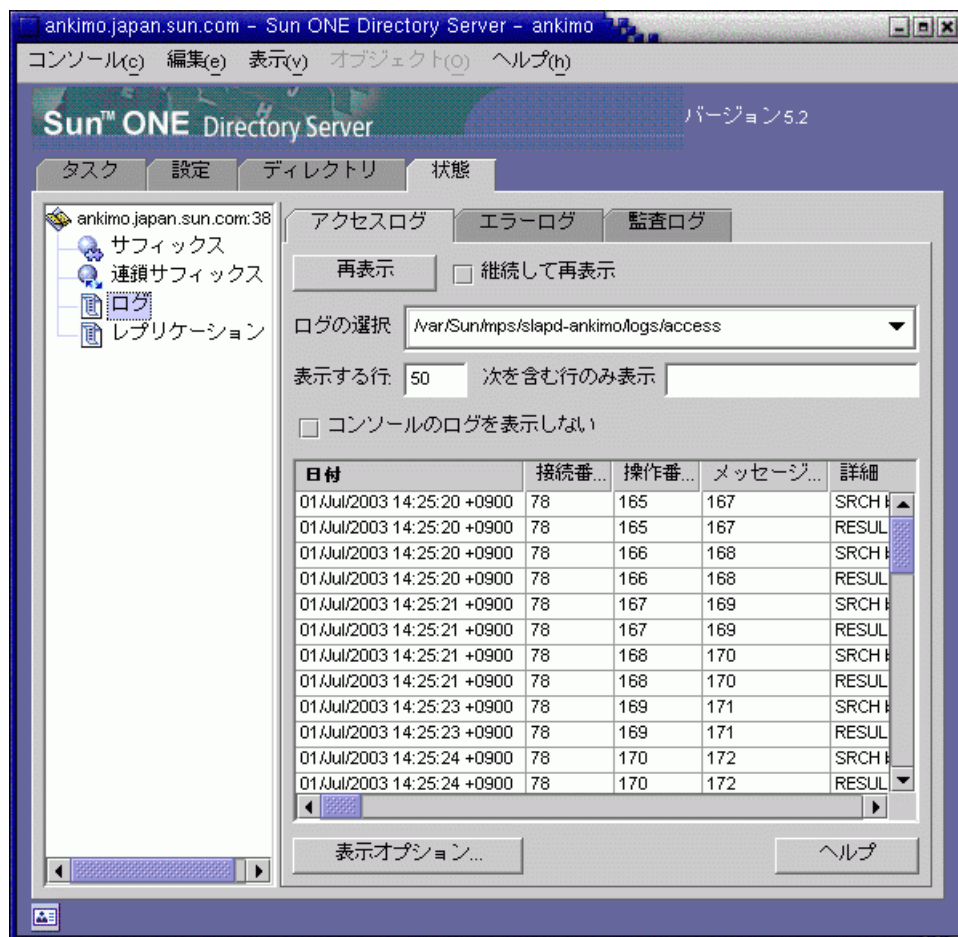 ankimo.japan.sun.com – Sun ONE Directory Server – ankimo
コンソール(c) 編集(e) 表示(v) オブジェクト(o) ヘルプ(h)
Sun™ ONE Directory Server
バージョン 5.2
タスク 設定 ディレクトリ 状態
ankimo.japan.sun.com:38
サフィックス
連鎖サフィックス
ログ
レプリケーション
アクセスログ エラーログ 監査ログ
再表示 継続して再表示
ログの選択 /var/Sun/mps/slapd-ankimo/logs/access
表示する行: 50 次を含む行のみ表示
コンソールのログを表示しない
日付 接続番... 操作番... メッセージ... 詳細
01/Jul/2003 14:25:20 +0900 78 165 167 SRCH
01/Jul/2003 14:25:20 +0900 78 165 167 RESUL
01/Jul/2003 14:25:20 +0900 78 166 168 SRCH
01/Jul/2003 14:25:20 +0900 78 166 168 RESUL
01/Jul/2003 14:25:21 +0900 78 167 169 SRCH
01/Jul/2003 14:25:21 +0900 78 167 169 RESUL
01/Jul/2003 14:25:21 +0900 78 168 170 SRCH
01/Jul/2003 14:25:21 +0900 78 168 170 RESUL
01/Jul/2003 14:25:23 +0900 78 169 171 SRCH
01/Jul/2003 14:25:23 +0900 78 169 171 RESUL
01/Jul/2003 14:25:24 +0900 78 170 172 SRCH
01/Jul/2003 14:25:24 +0900 78 170 172 RESUL
表示オプション... ヘルプ